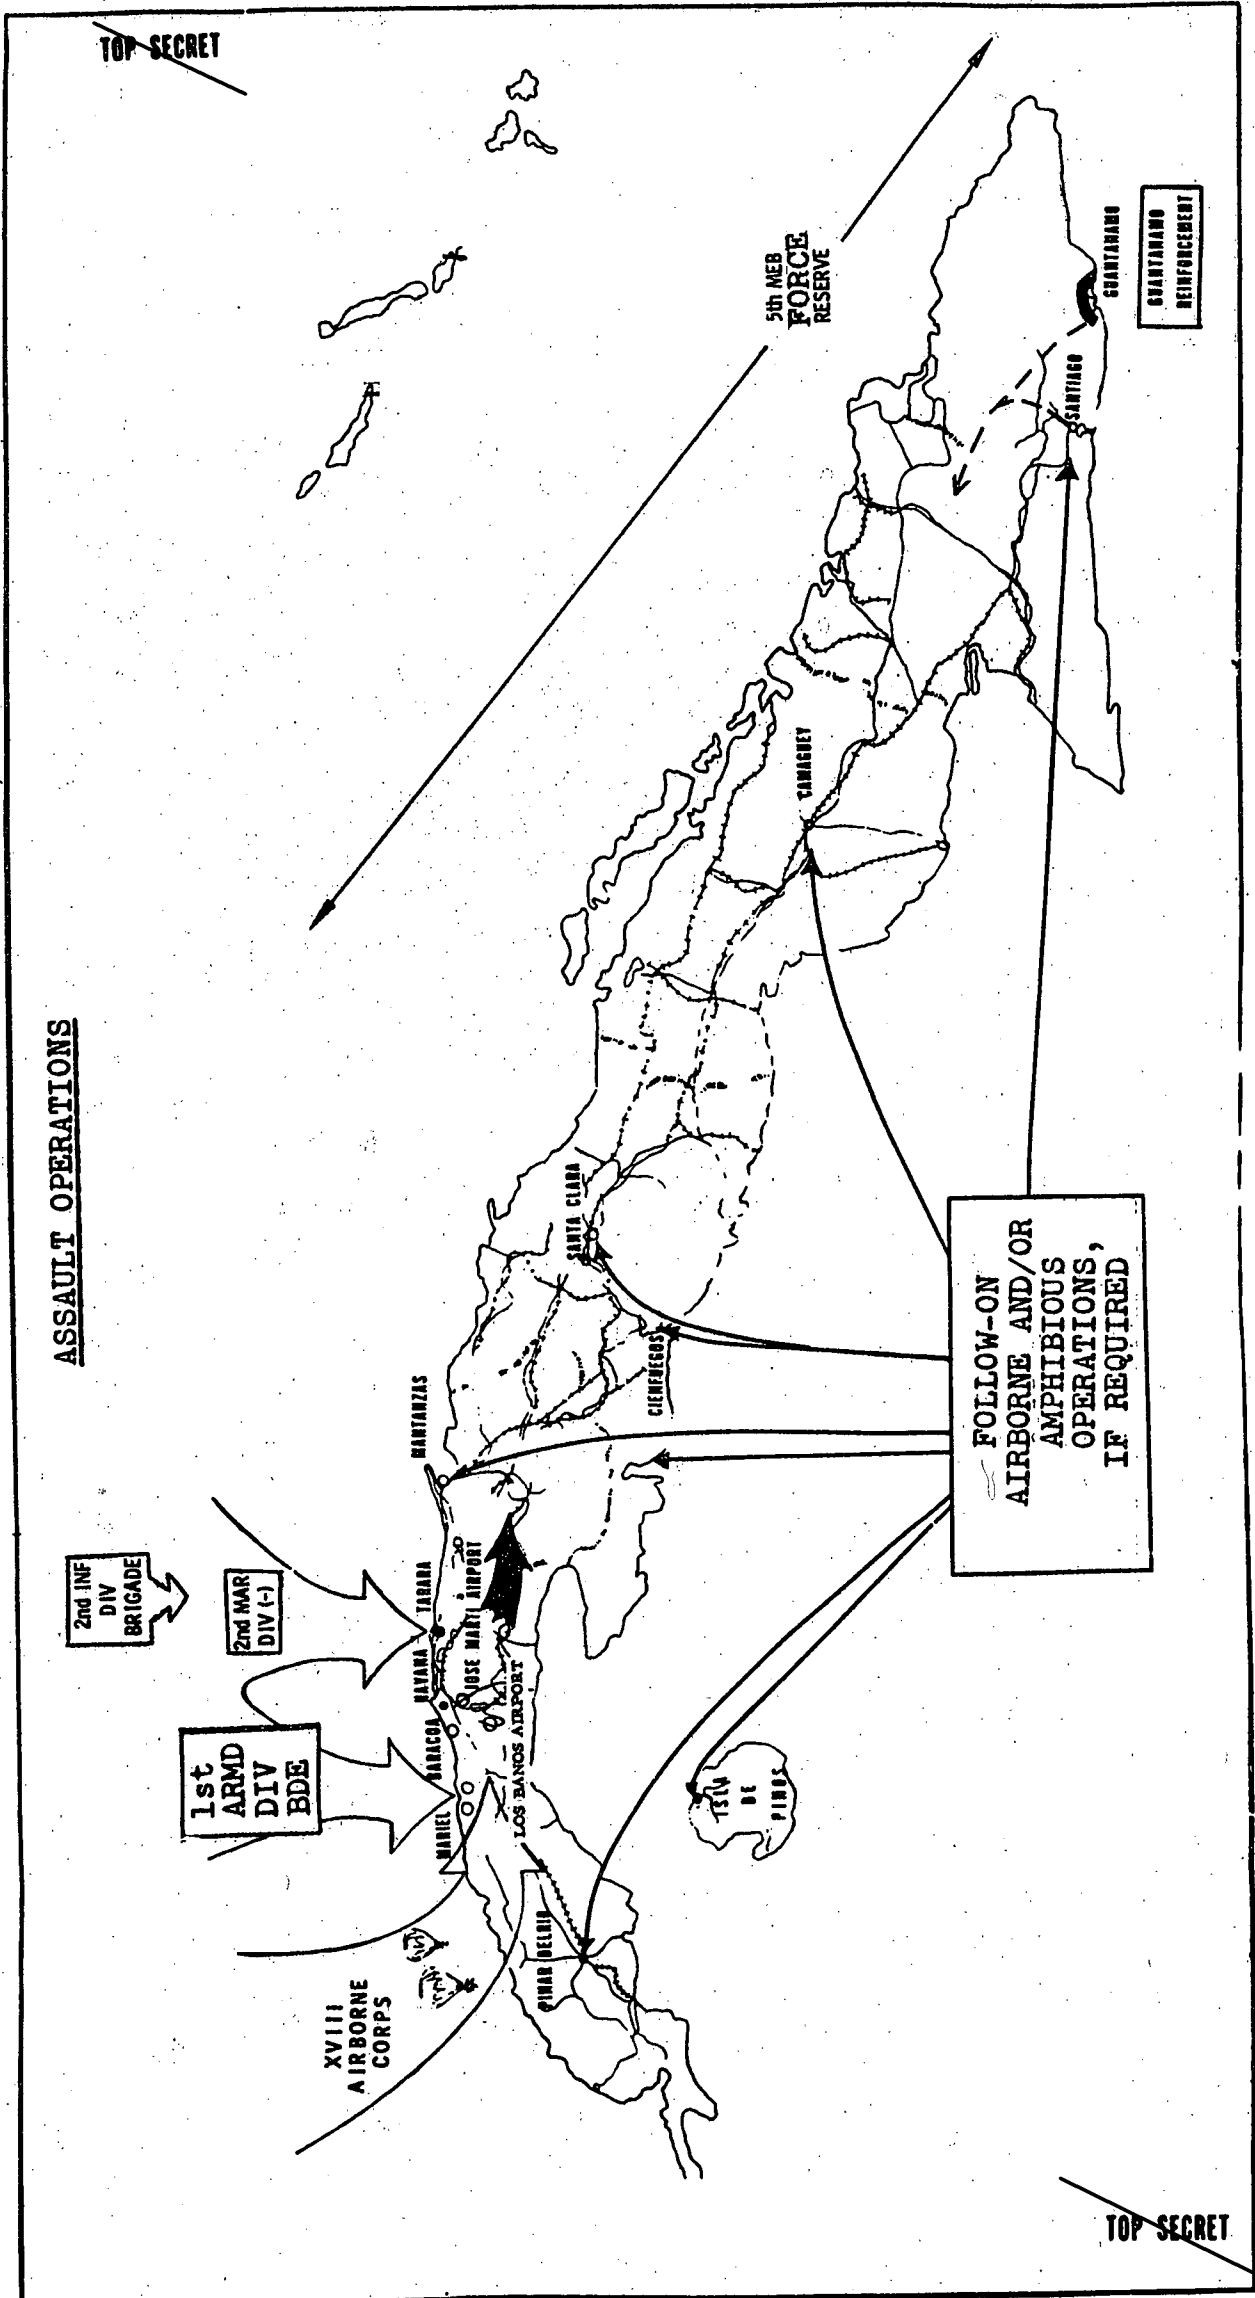 TOP SECRET
ASSAULT OPERATIONS
2nd INF
DIV
BRIGADE
2nd MAR
DIV (-)
1st
ARMD
DIV
BDE
XVIII
AIRBORNE
CORPS
5th MEB
FORCE
RESERVE
MARIEL
BARACOA
HAVANA
TARARA
MANTANZAS
JOSE MARTI AIRPORT
LOS BANOS AIRPORT
PINAR DELRIO
ISLA
DE
PINOS
CIENFUEGOS
SANTA CLARA
CAMAGUEY
SANTIAGO
GUANTANAMO
GUANTANAMO
REINFORCEMENT
FOLLOW-ON
AIRBORNE AND/OR
AMPHIBIOUS
OPERATIONS,
IF REQUIRED
TOP SECRET